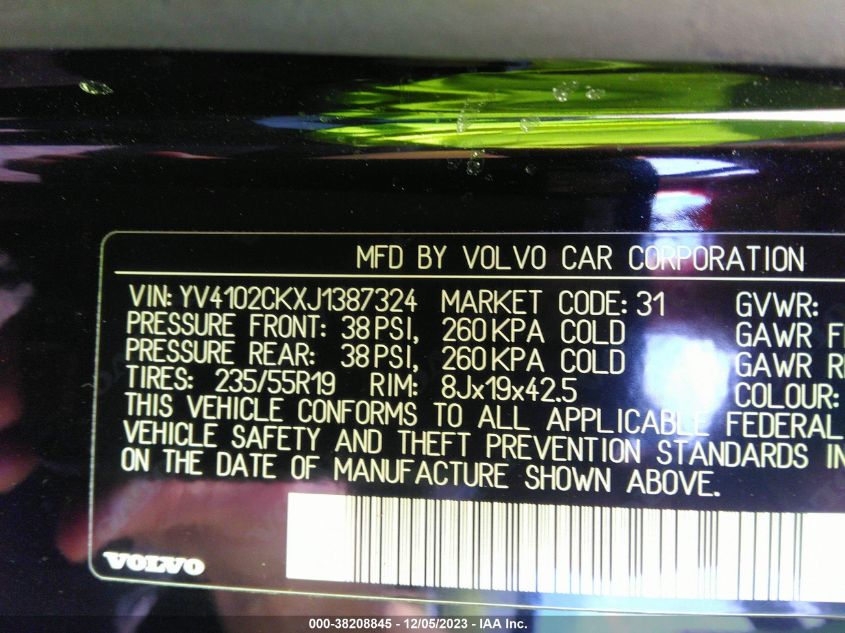 MFD BY VOLVO CAR CORPORATION
VIN: YV4102CKXJ1387324 MARKET CODE: 31 GVWR:
PRESSURE FRONT: 38 PSI, 260 KPA COLD GAWR
PRESSURE REAR: 38 PSI, 260 KPA COLD GAWR
TIRES: 235/55R19 RIM: 8Jx19x42.5 COLOUR:
THIS VEHICLE CONFORMS TO ALL APPLICABLE FEDERAL
VEHICLE SAFETY AND THEFT PREVENTION STANDARDS IN
ON THE DATE OF MANUFACTURE SHOWN ABOVE.
VOLVO
000-38208845 - 12/05/2023 - IAA Inc.